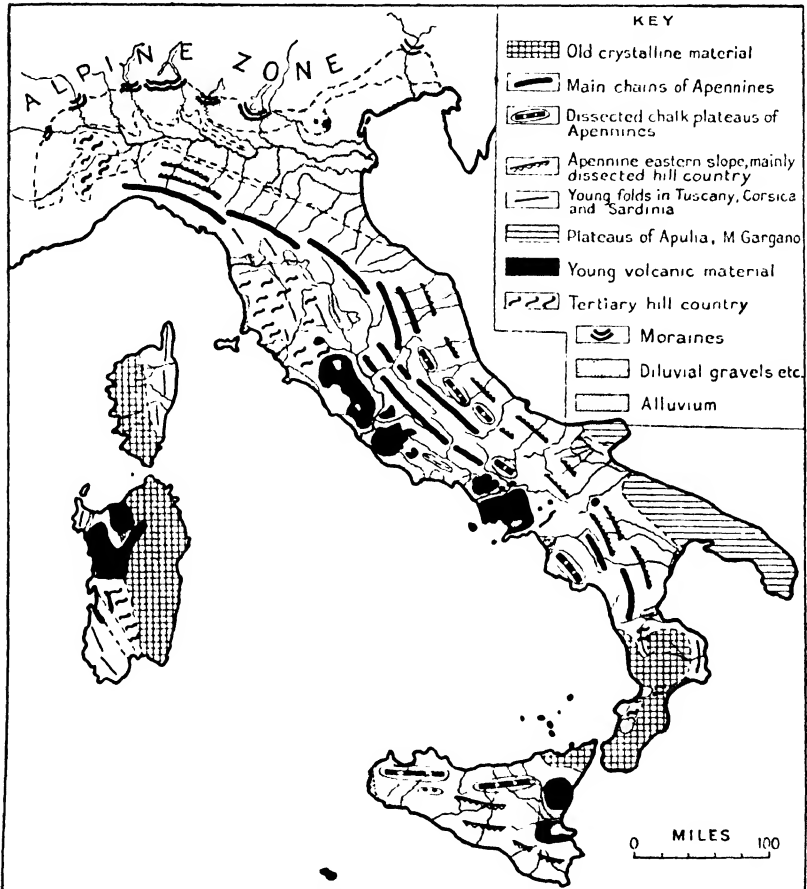 ALPINE ZONE
KEY
Old crystalline material
Main chains of Apennines
Dissected chalk plateaus of
Apennines
Apennine eastern slope, mainly
dissected hill country
Young folds in Tuscany, Corsica
and Sardinia
Plateaus of Apulia, M Gargano
Young volcanic material
Tertiary hill country
Moraines
Diluvial gravels etc.
Alluvium
MILES
0 100